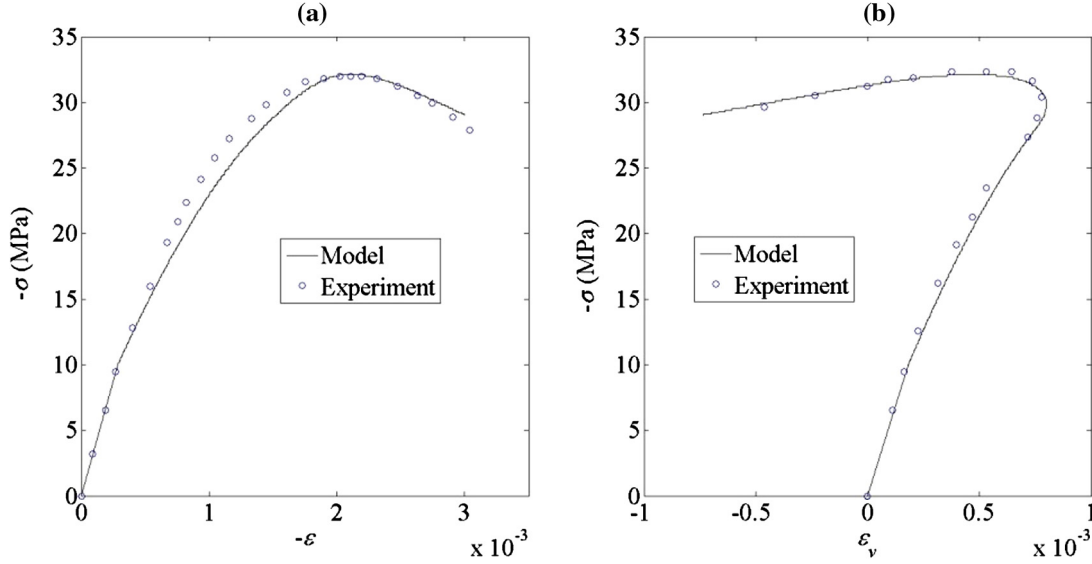 (a)
35
30
25
20
15
10
5
0
-σ (MPa)
Model
Experiment
0 1 2 3
-ε
x 10⁻³
(b)
35
30
25
20
15
10
5
0
-σ (MPa)
Model
Experiment
-1 -0.5 0 0.5 1
εᵥ
x 10⁻³